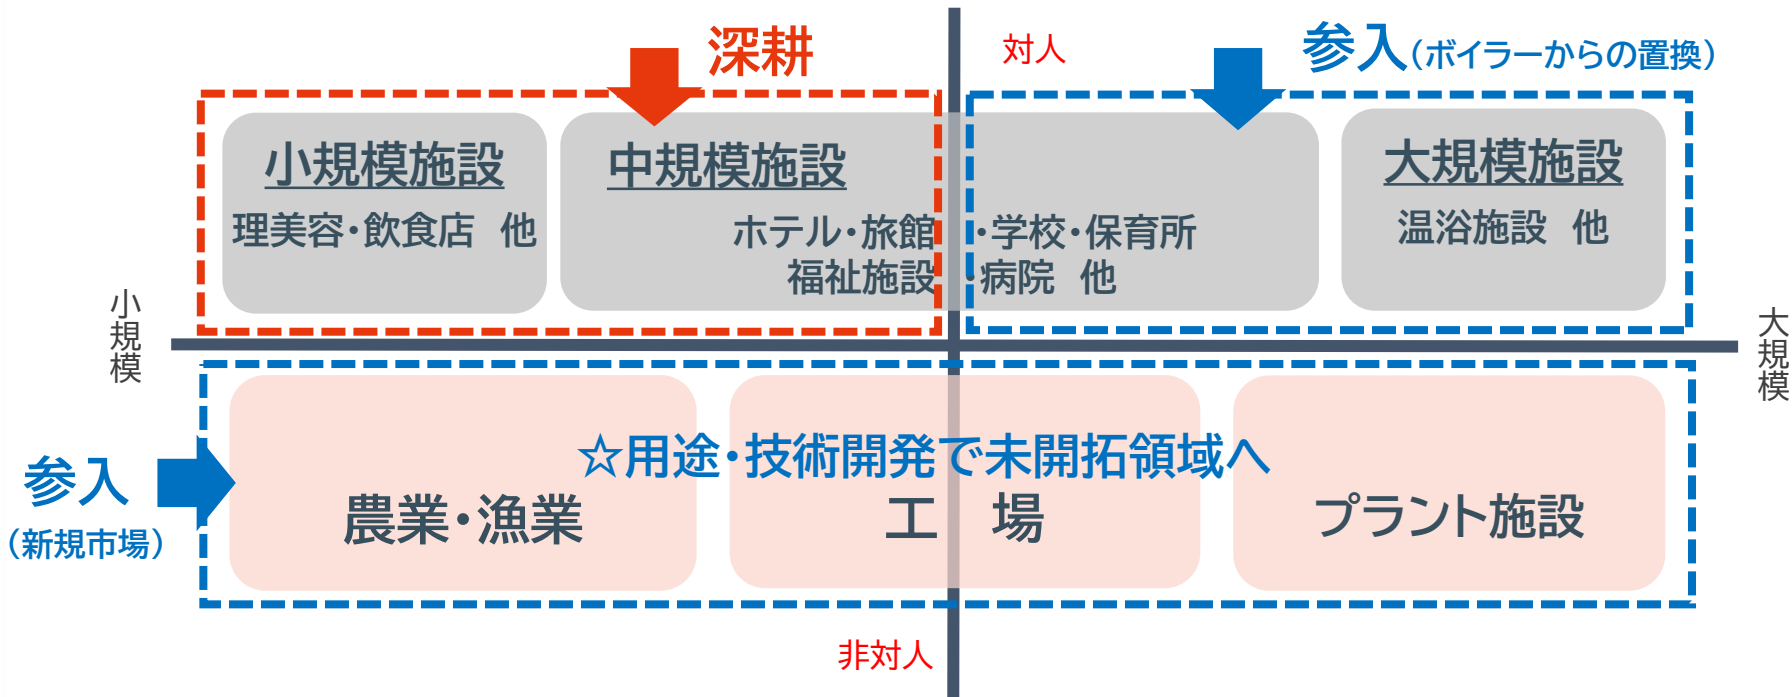 深耕
対人
参入(ボイラーからの置換)
小規模施設
理美容・飲食店 他
中規模施設
ホテル・旅館・学校・保育所
福祉施設・病院 他
大規模施設
温浴施設 他
小規模
大規模
参入
(新規市場)
☆用途・技術開発で未開拓領域へ
農業・漁業
工 場
プラント施設
非対人